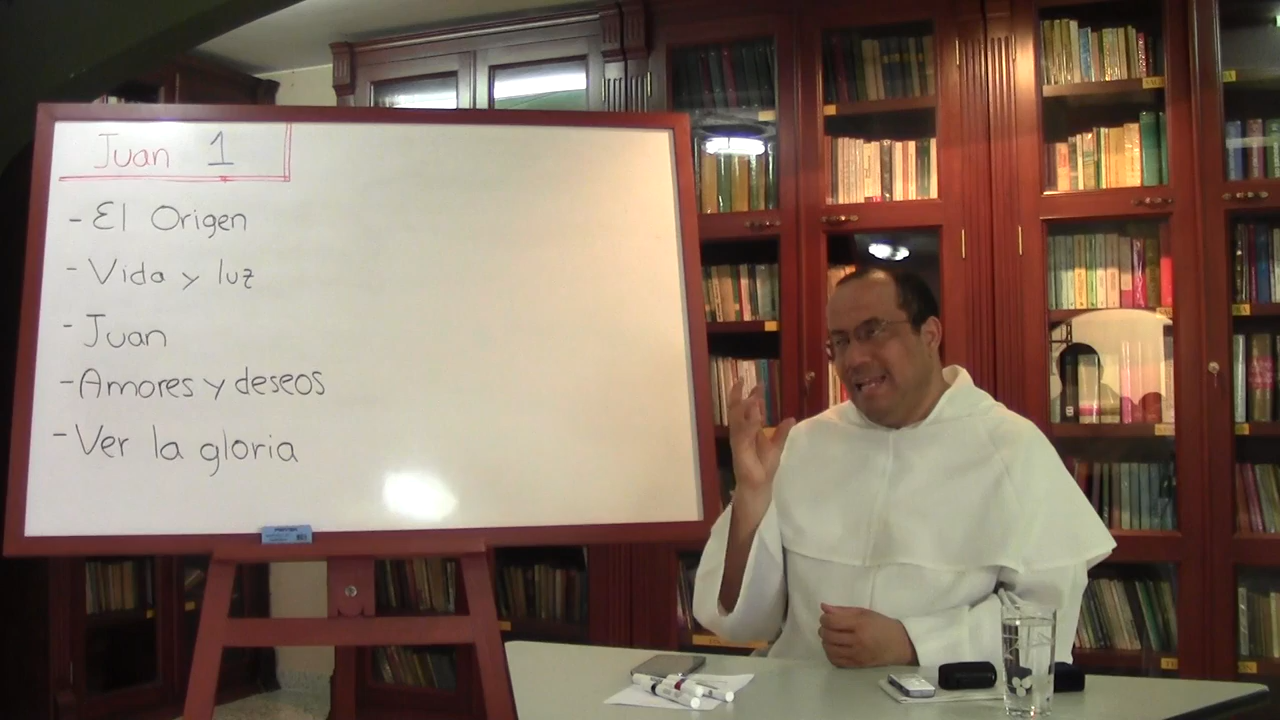 Juan 1
- El Origen
- Vida y luz
- Juan
- Amores y deseos
- Ver la gloria